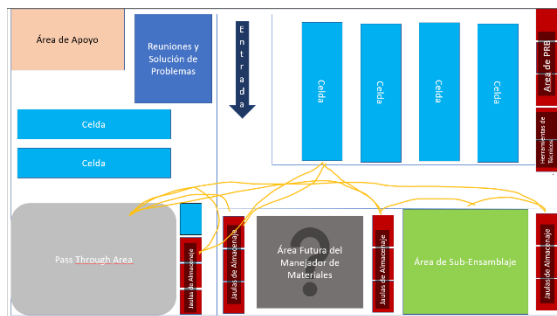 Área de Apoyo
Reuniones y
Solución de
Problemas
Entrada
Celda
Celda
Celda
Celda
Área de PRB
Herramientas de
Técnicos
Celda
Celda
Pass Through Area
Jaulas de Almacenaje
Jaulas de Almacenaje
Área Futura del
Manejador de
Materiales
?
Jaulas de Almacenaje
Área de Sub-Ensamblaje
Jaulas de Almacenaje